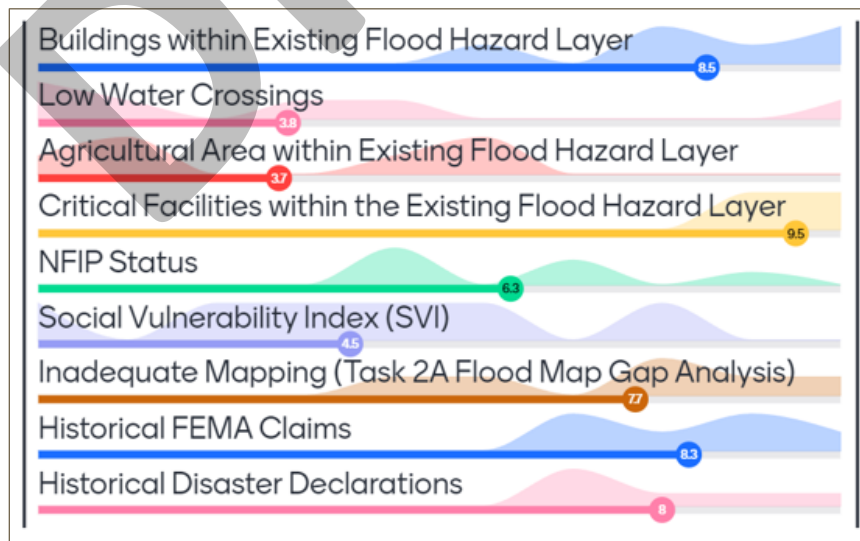 Buildings within Existing Flood Hazard Layer
8.5
Low Water Crossings
3.8
Agricultural Area within Existing Flood Hazard Layer
3.7
Critical Facilities within the Existing Flood Hazard Layer
9.5
NFIP Status
6.3
Social Vulnerability Index (SVI)
4.5
Inadequate Mapping (Task 2A Flood Map Gap Analysis)
7.7
Historical FEMA Claims
8.3
Historical Disaster Declarations
8